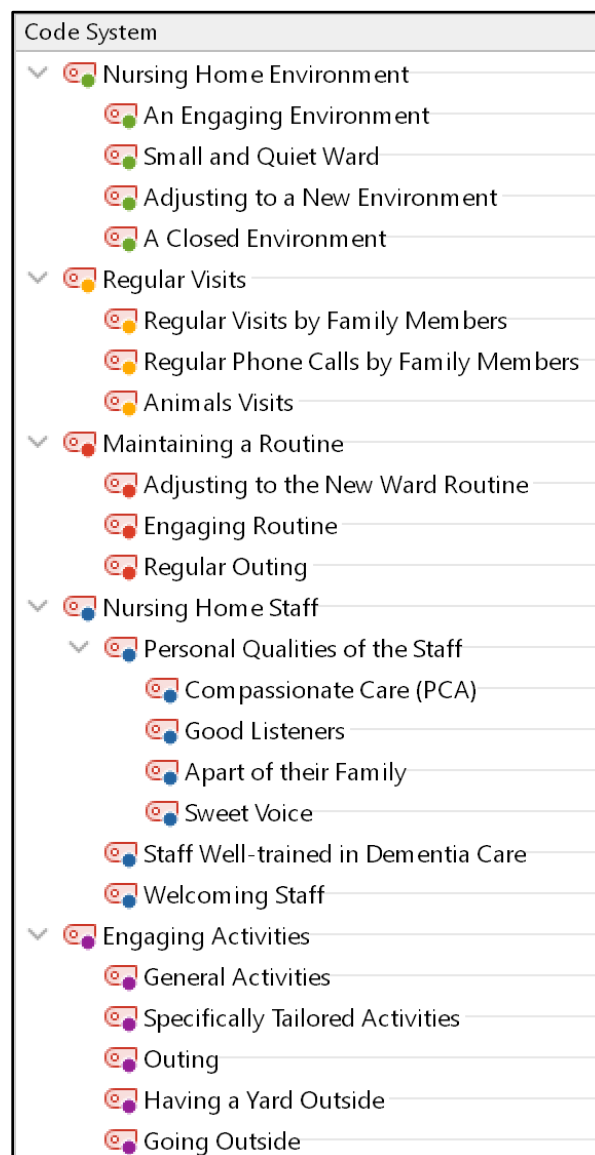 Code System
Nursing Home Environment
An Engaging Environment
Small and Quiet Ward
Adjusting to a New Environment
A Closed Environment
Regular Visits
Regular Visits by Family Members
Regular Phone Calls by Family Members
Animals Visits
Maintaining a Routine
Adjusting to the New Ward Routine
Engaging Routine
Regular Outing
Nursing Home Staff
Personal Qualities of the Staff
Compassionate Care (PCA)
Good Listeners
Apart of their Family
Sweet Voice
Staff Well-trained in Dementia Care
Welcoming Staff
Engaging Activities
General Activities
Specifically Tailored Activities
Outing
Having a Yard Outside
Going Outside